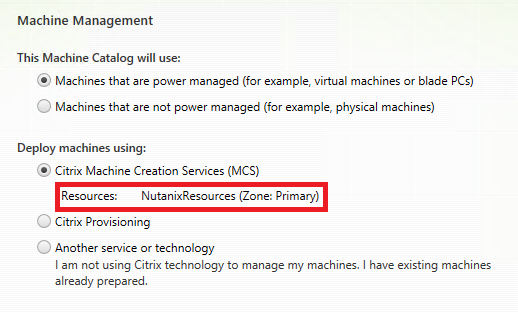 Machine Management
This Machine Catalog will use:
Machines that are power managed (for example, virtual machines or blade PCs)
Machines that are not power managed (for example, physical machines)
Deploy machines using:
Citrix Machine Creation Services (MCS)
Resources: NutanixResources (Zone: Primary)
Citrix Provisioning
Another service or technology
I am not using Citrix technology to manage my machines. I have existing machines
already prepared.